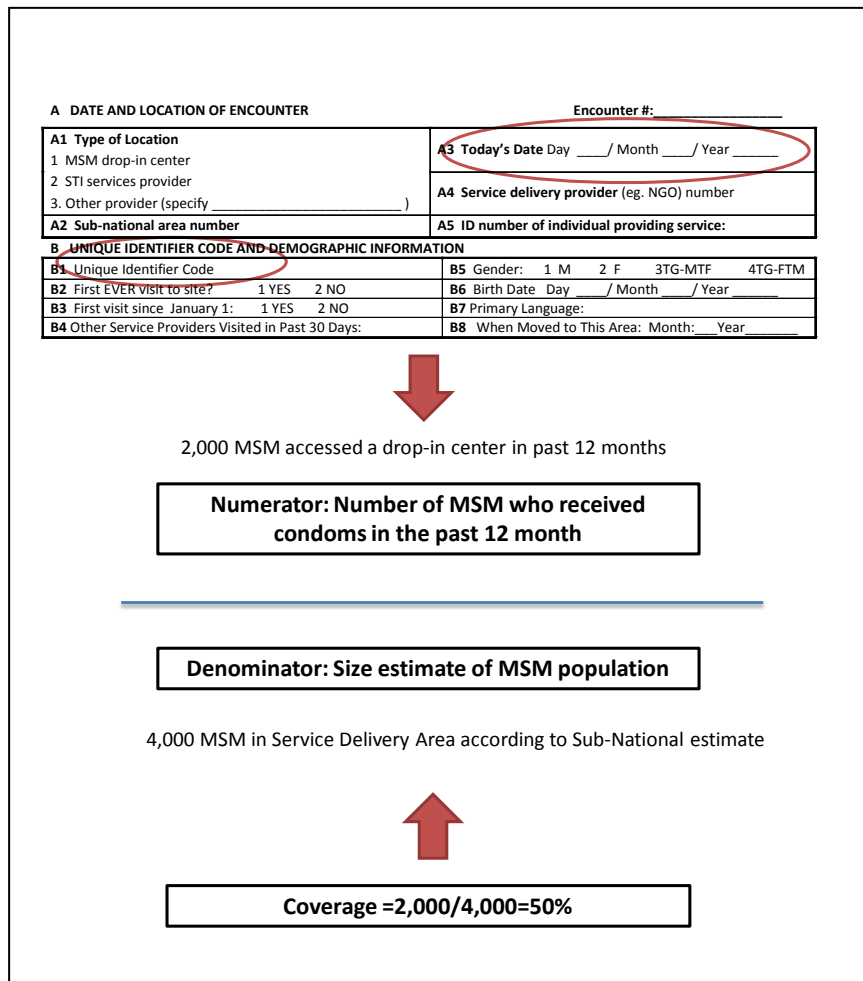 A DATE AND LOCATION OF ENCOUNTER Encounter #:_________________
A1 Type of Location
1 MSM drop-in center
2 STI services provider
3. Other provider (specify _________________________ )
A3 Today's Date Day ____/ Month ____/ Year ______
A4 Service delivery provider (eg. NGO) number
A2 Sub-national area number
A5 ID number of individual providing service:
B UNIQUE IDENTIFIER CODE AND DEMOGRAPHIC INFORMATION
B1 Unique Identifier Code
B5 Gender: 1 M 2 F 3TG-MTF 4TG-FTM
B2 First EVER visit to site? 1 YES 2 NO
B6 Birth Date Day ____/ Month ____/ Year ______
B3 First visit since January 1: 1 YES 2 NO
B7 Primary Language:
B4 Other Service Providers Visited in Past 30 Days:
B8 When Moved to This Area: Month:___Year_______
2,000 MSM accessed a drop-in center in past 12 months
Numerator: Number of MSM who received
condoms in the past 12 month
Denominator: Size estimate of MSM population
4,000 MSM in Service Delivery Area according to Sub-National estimate
Coverage =2,000/4,000=50%